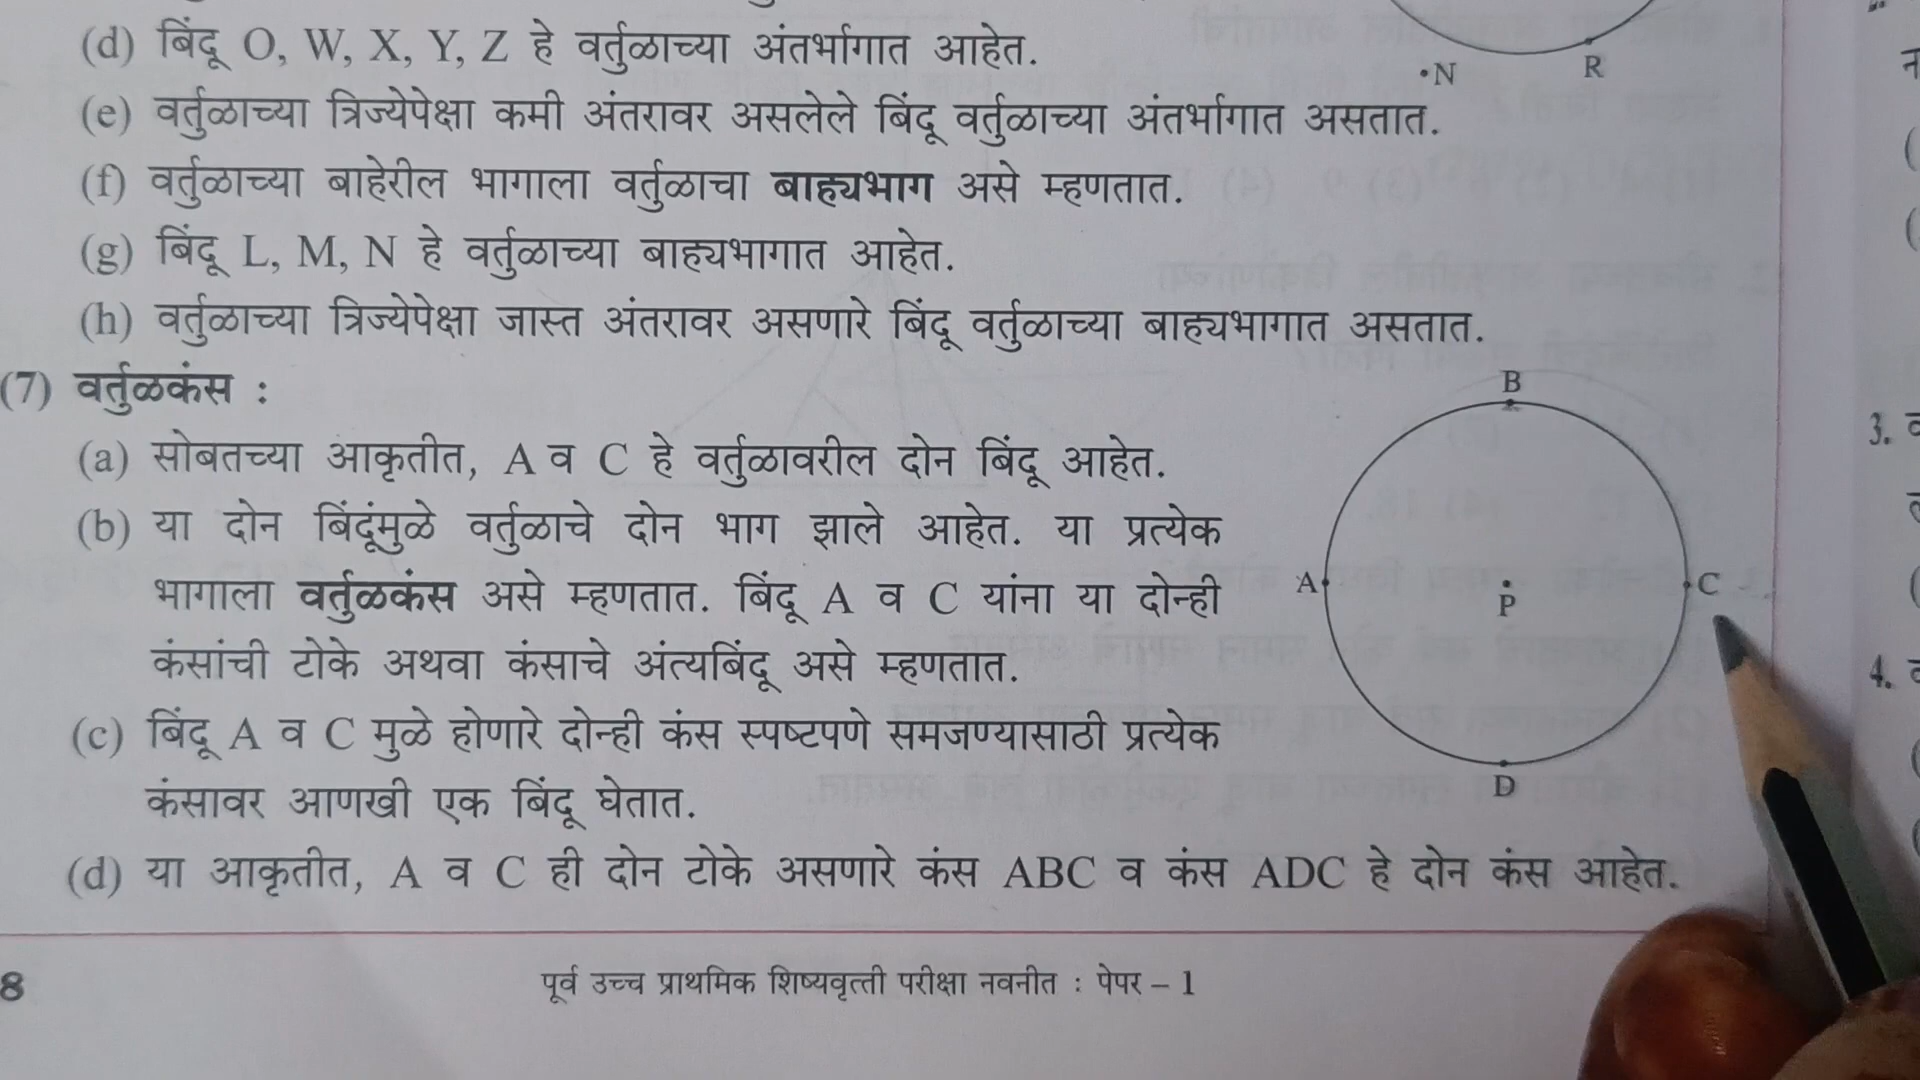 (d) बिंदू O, W, X, Y, Z हे वर्तुळाच्या अंतर्भागात आहेत.
•N
R
(e) वर्तुळाच्या त्रिज्येपेक्षा कमी अंतरावर असलेले बिंदू वर्तुळाच्या अंतर्भागात असतात.
(f) वर्तुळाच्या बाहेरील भागाला वर्तुळाचा बाह्यभाग असे म्हणतात.
(g) बिंदू L, M, N हे वर्तुळाच्या बाह्यभागात आहेत.
(h) वर्तुळाच्या त्रिज्येपेक्षा जास्त अंतरावर असणारे बिंदू वर्तुळाच्या बाह्यभागात असतात.
(7) वर्तुळकंस :
(a) सोबतच्या आकृतीत, A व C हे वर्तुळावरील दोन बिंदू आहेत.
(b) या दोन बिंदूंमुळे वर्तुळाचे दोन भाग झाले आहेत. या प्रत्येक
भागाला वर्तुळकंस असे म्हणतात. बिंदू A व C यांना या दोन्ही
कंसांची टोके अथवा कंसाचे अंत्यबिंदू असे म्हणतात.
(c) बिंदू A व C मुळे होणारे दोन्ही कंस स्पष्टपणे समजण्यासाठी प्रत्येक
कंसावर आणखी एक बिंदू घेतात.
(d) या आकृतीत, A व C ही दोन टोके असणारे कंस ABC व कंस ADC हे दोन कंस आहेत.
B
A
P
C
D
8
पूर्व उच्च प्राथमिक शिष्यवृत्ती परीक्षा नवनीत : पेपर – 1
3.
4.